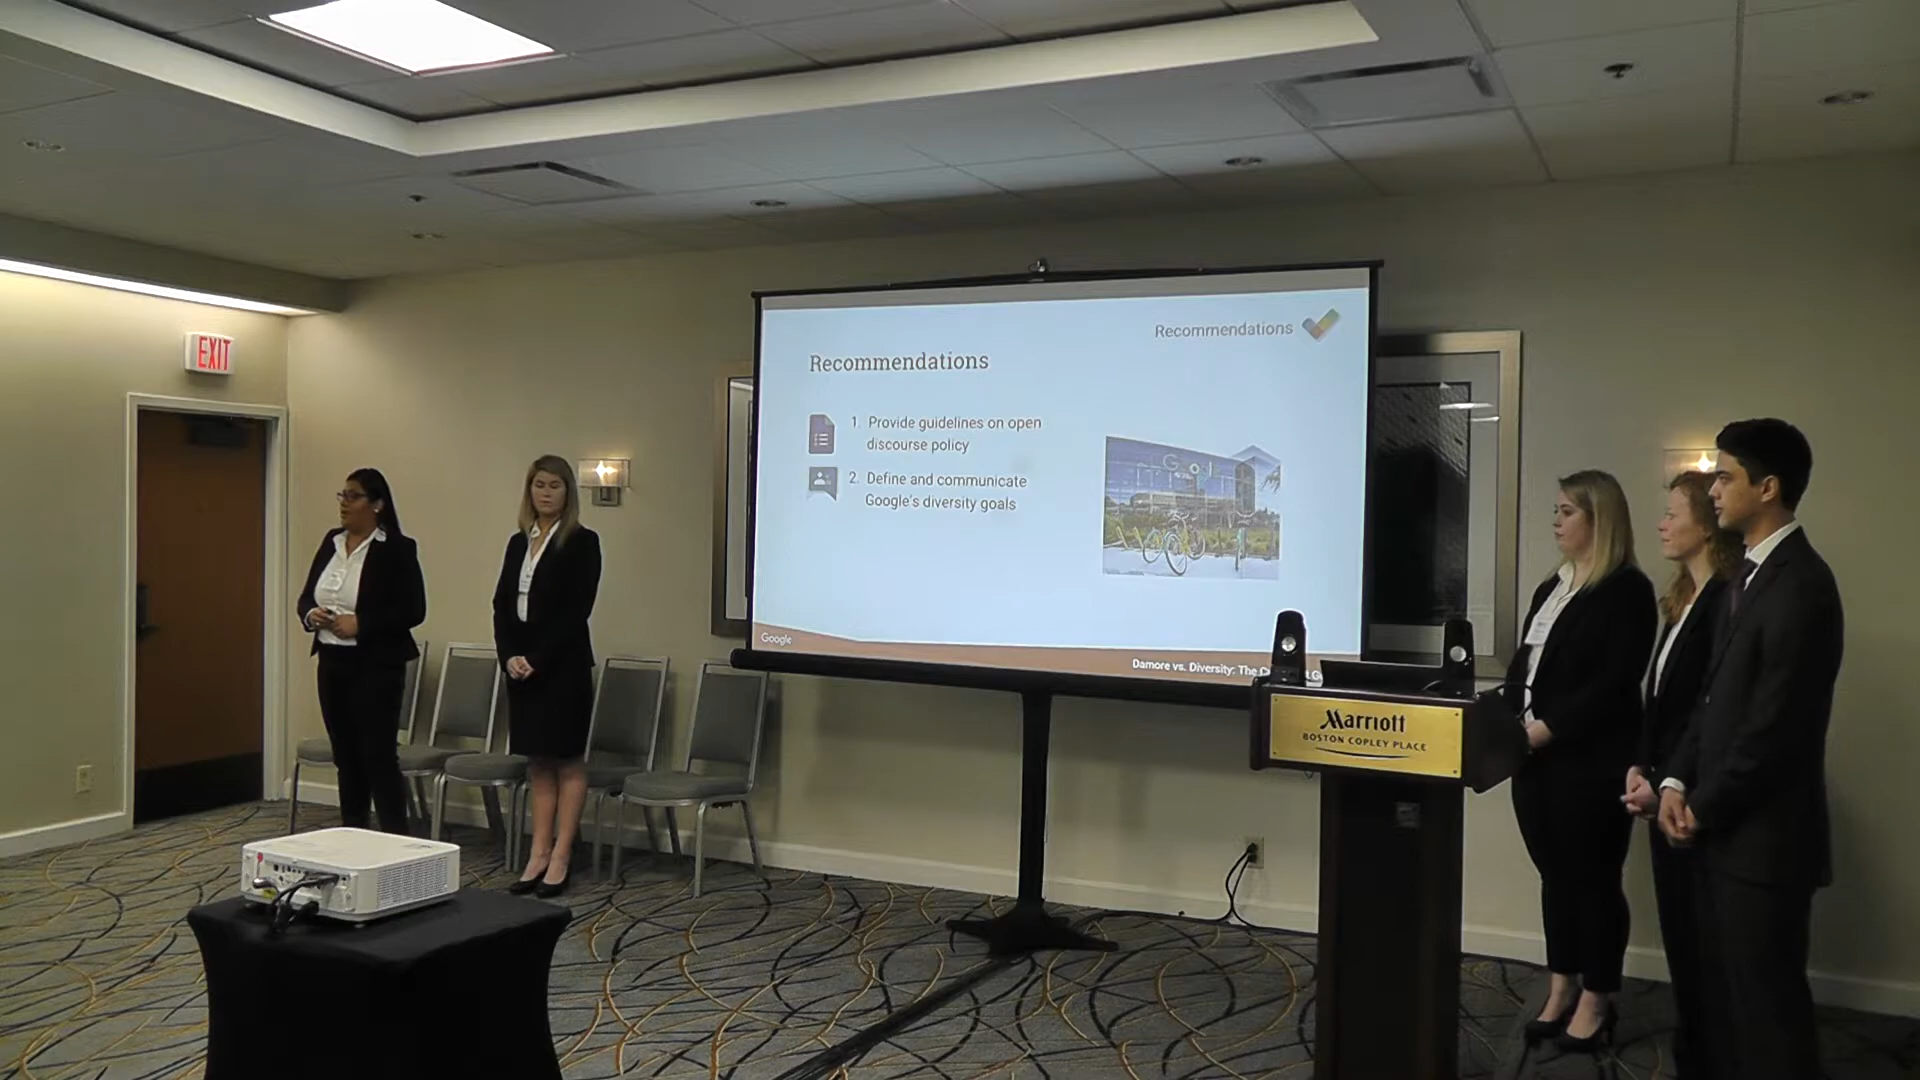 EXIT
Recommendations
Recommendations
1. Provide guidelines on open
discourse policy
2. Define and communicate
Google's diversity goals
Google
Damore vs. Diversity: The
Marriott
BOSTON COPLEY PLACE